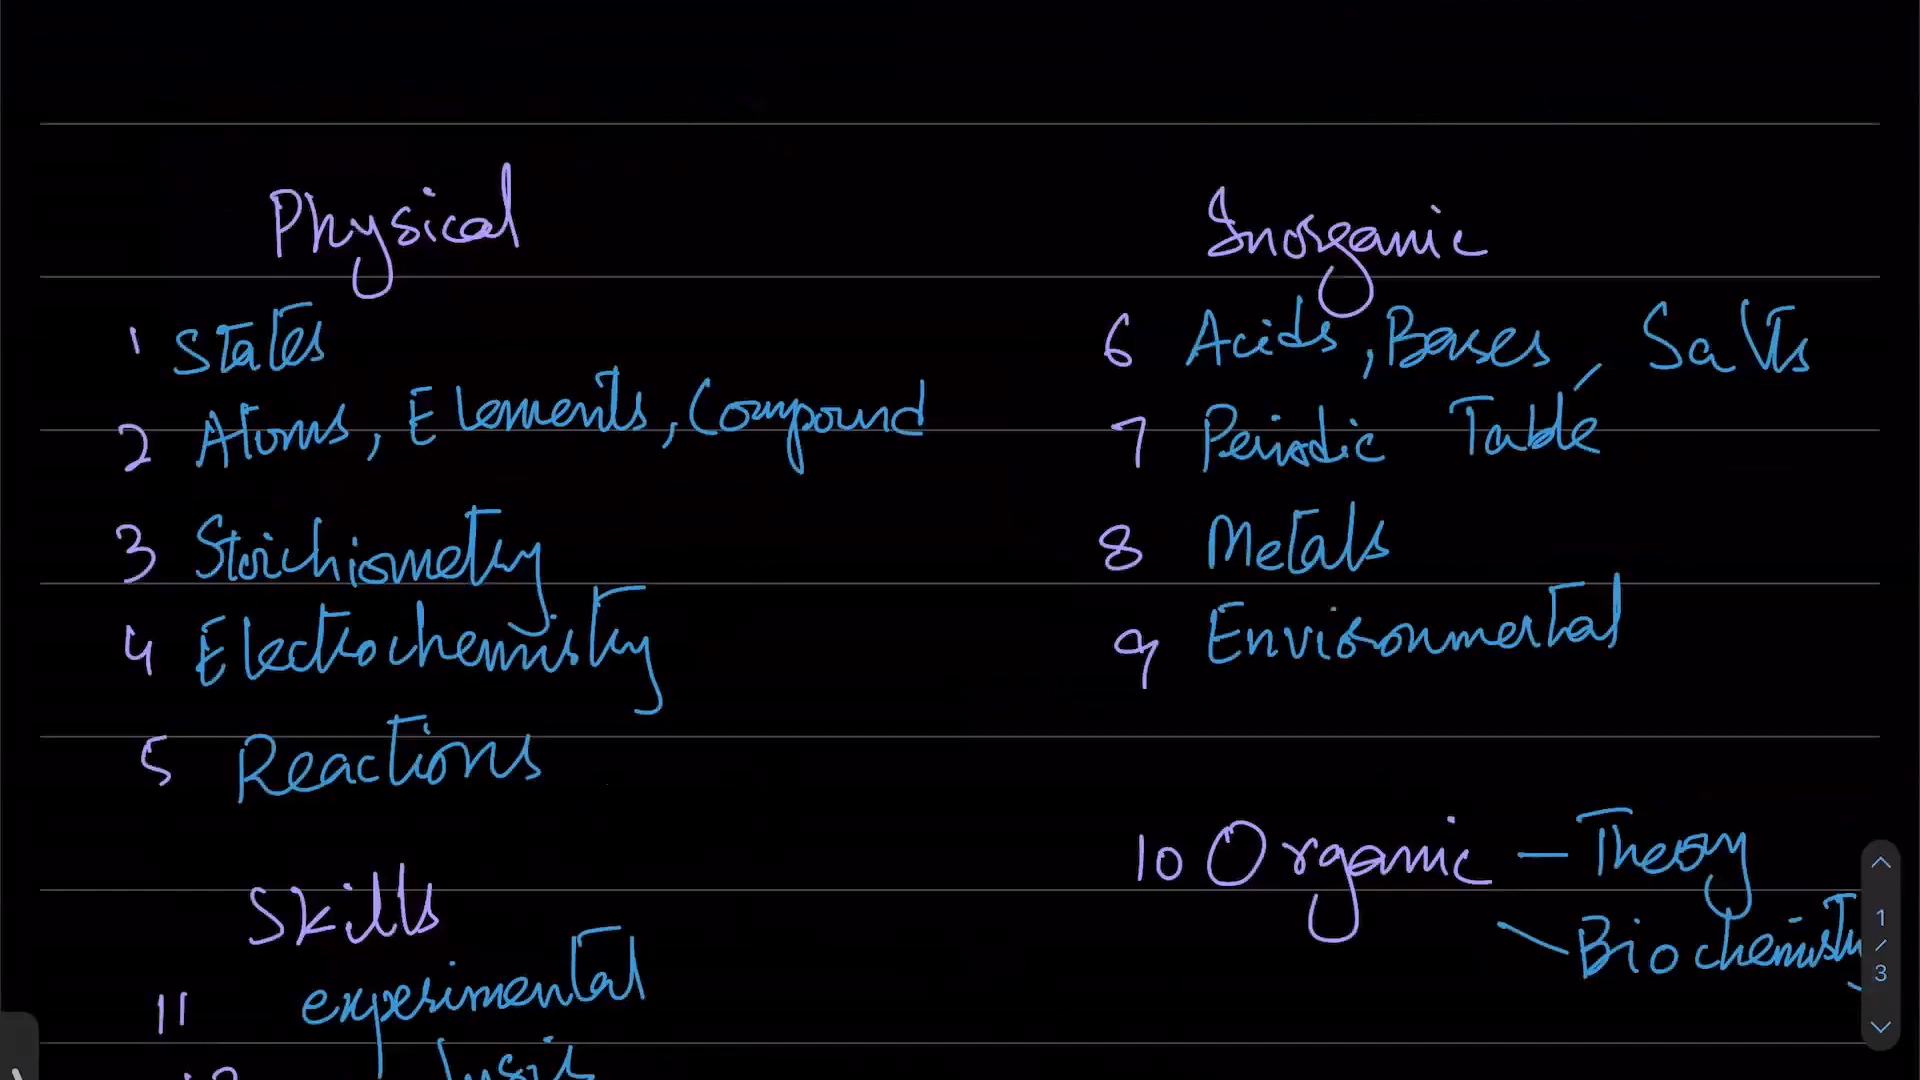 Physical
1 States
2 Atoms, Elements, Compound
3 Stoichiometry
4 Electrochemistry
5 Reactions
Skills
11 experimental
Inorganic
6 Acids, Bases, Salts
7 Periodic Table
8 Metals
9 Environmental
10 Organic — Theory
Biochemistry
1
/
3